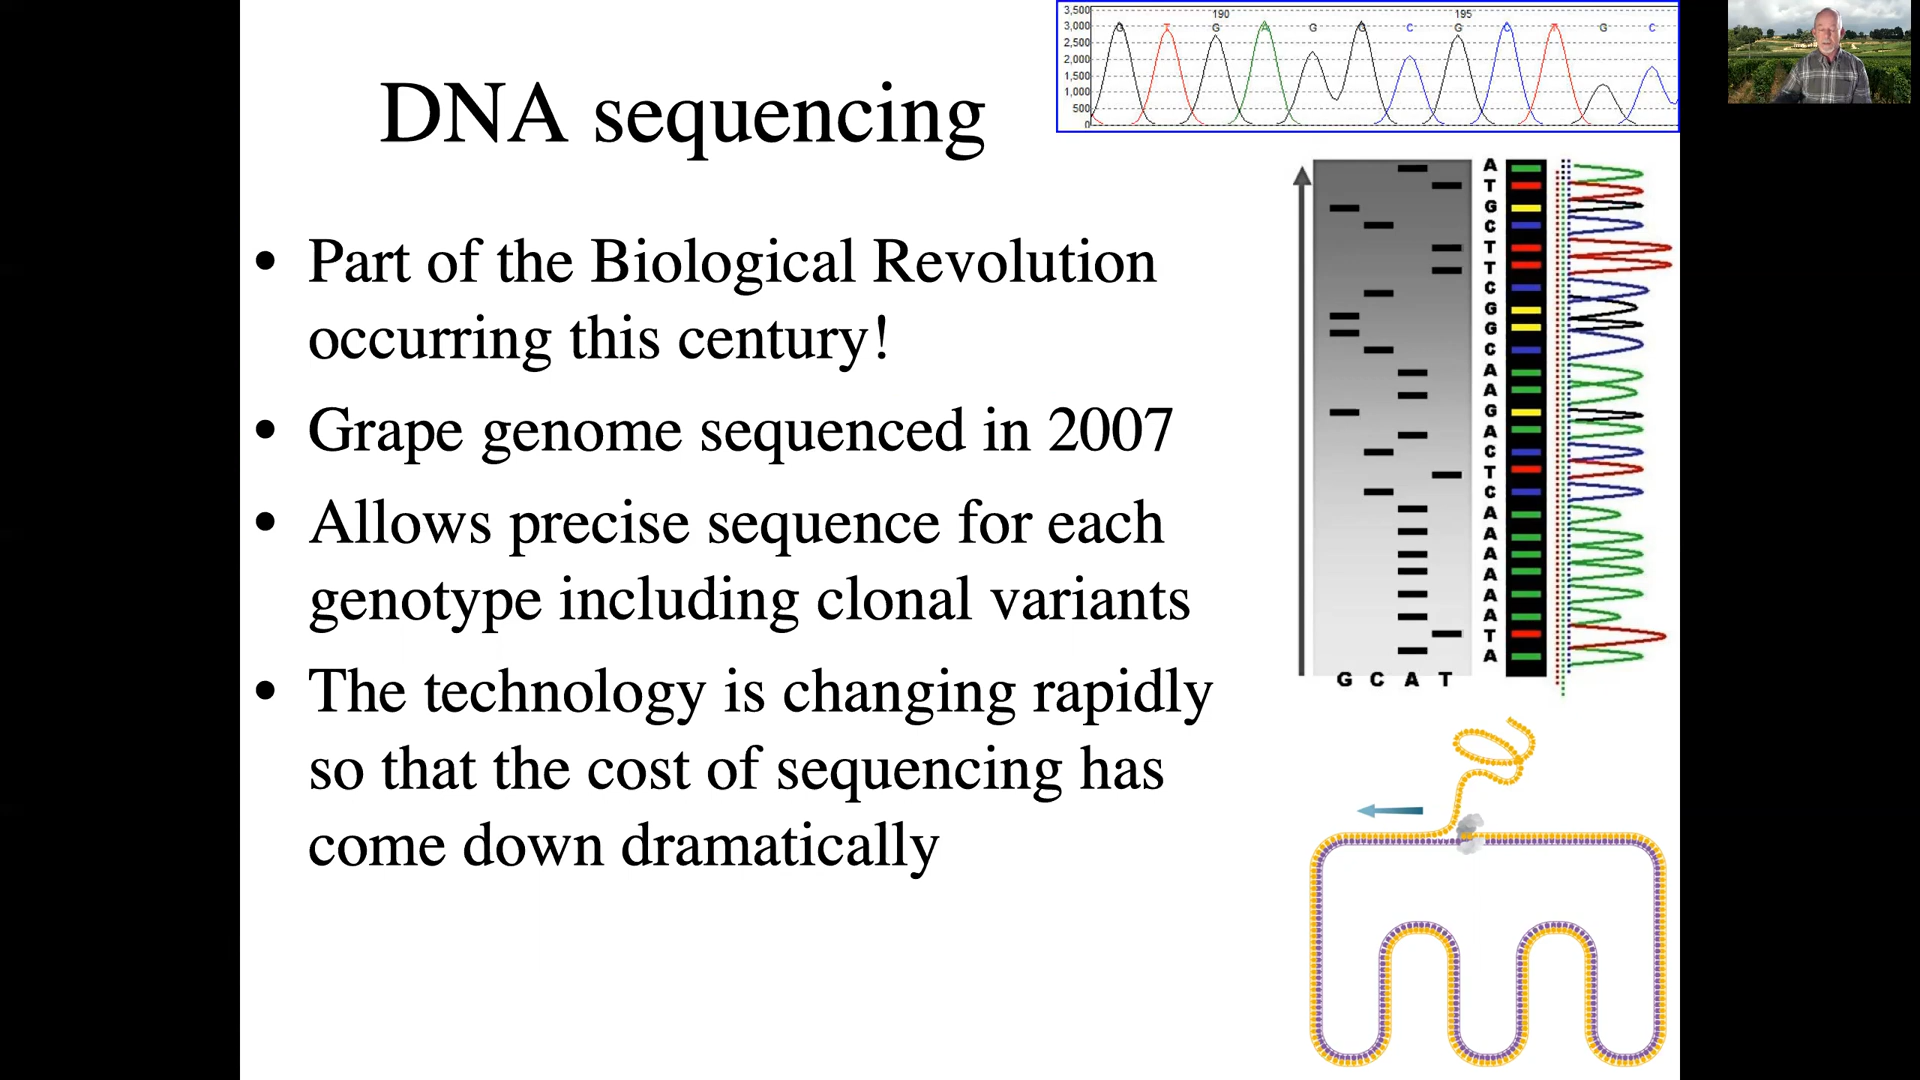 DNA sequencing
• Part of the Biological Revolution
occurring this century!
• Grape genome sequenced in 2007
• Allows precise sequence for each
genotype including clonal variants
• The technology is changing rapidly
so that the cost of sequencing has
come down dramatically
190 195
3,500
3,000
2,500
2,000
1,500
1,000
500
0
G T G A G G C G C T G C
A
T
G
C
T
T
C
G
G
C
A
A
G
A
C
T
C
A
A
A
A
A
A
T
A
G C A T